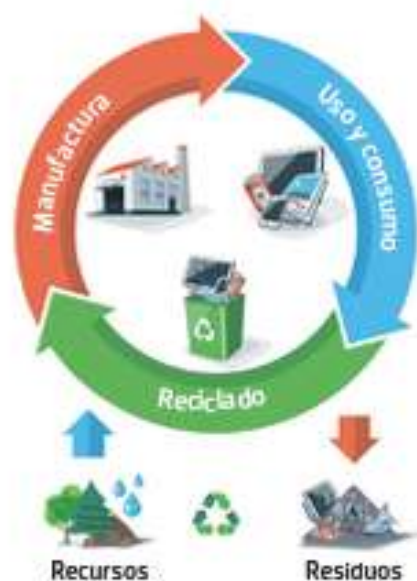 Manufactura
Uso y consumo
Reciclado
Recursos
Residuos